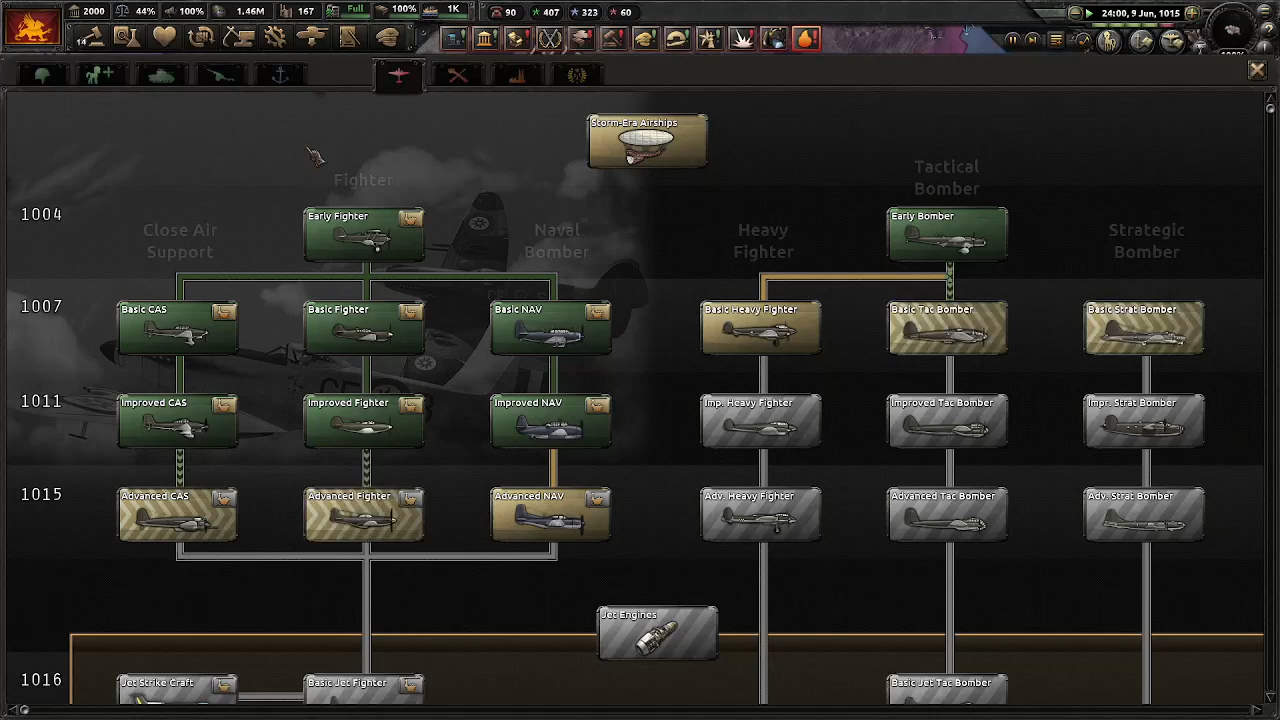 2000 44% 100% 1.46M 167 Full 100% 1K 90 407 323 60 24:00, 9 Jun, 1015
14
Storm-Era Airships
Fighter
Tactical
Bomber
1004
Early Fighter
Early Bomber
Close Air
Support
Naval
Bomber
Heavy
Fighter
Strategic
Bomber
1007
Basic CAS
Basic Fighter
Basic NAV
Basic Heavy Fighter
Basic Tac Bomber
Basic Strat Bomber
1011
Improved CAS
Improved Fighter
Improved NAV
Imp. Heavy Fighter
Improved Tac Bomber
Impr. Strat Bomber
1015
Advanced CAS
Advanced Fighter
Advanced NAV
Adv. Heavy Fighter
Advanced Tac Bomber
Adv. Strat Bomber
Jet Engines
1016
Jet Strike Craft
Basic Jet Fighter
Basic Jet Tac Bomber